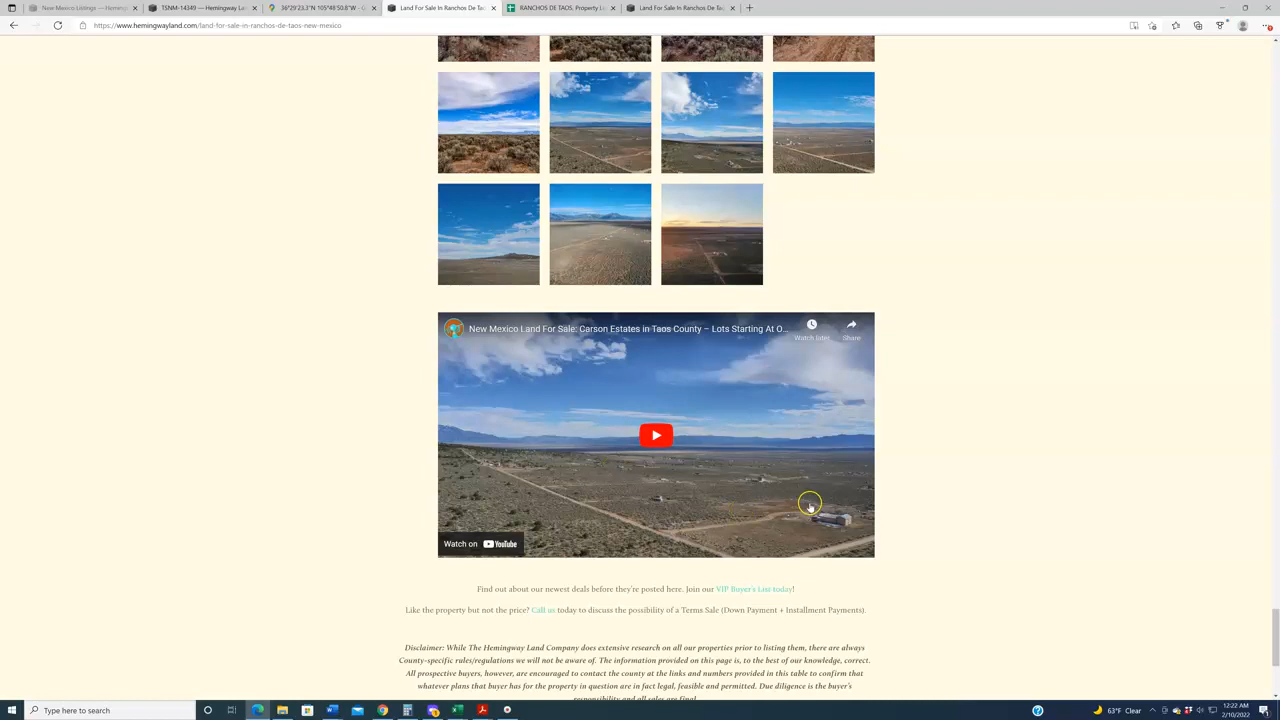 New Mexico Listings — Heming
TSNM-14349 — Hemingway Lan
36°29'23.3"N 105°48'50.8"W - G
Land For Sale In Ranchos De Tao
RANCHOS DE TAOS, Property Li
Land For Sale In Ranchos De Tao
https://www.hemingwayland.com/land-for-sale-in-ranchos-de-taos-new-mexico
New Mexico Land For Sale: Carson Estates in Taos County – Lots Starting At O...
Watch later
Share
Watch on YouTube
Find out about our newest deals before they're posted here. Join our VIP Buyer's List today!
Like the property but not the price? Call us today to discuss the possibility of a Terms Sale (Down Payment + Installment Payments).
Disclaimer: While The Hemingway Land Company does extensive research on all our properties prior to listing them, there are always
County-specific rules/regulations we will not be aware of. The information provided on this page is, to the best of our knowledge, correct.
All prospective buyers, however, are encouraged to contact the county at the links and numbers provided in this table to confirm that
whatever plans that buyer has for the property in question are in fact legal, feasible and permitted. Due diligence is the buyer's
responsibility and all sales are final.
Type here to search
63°F Clear
12:22 AM
2/10/2022